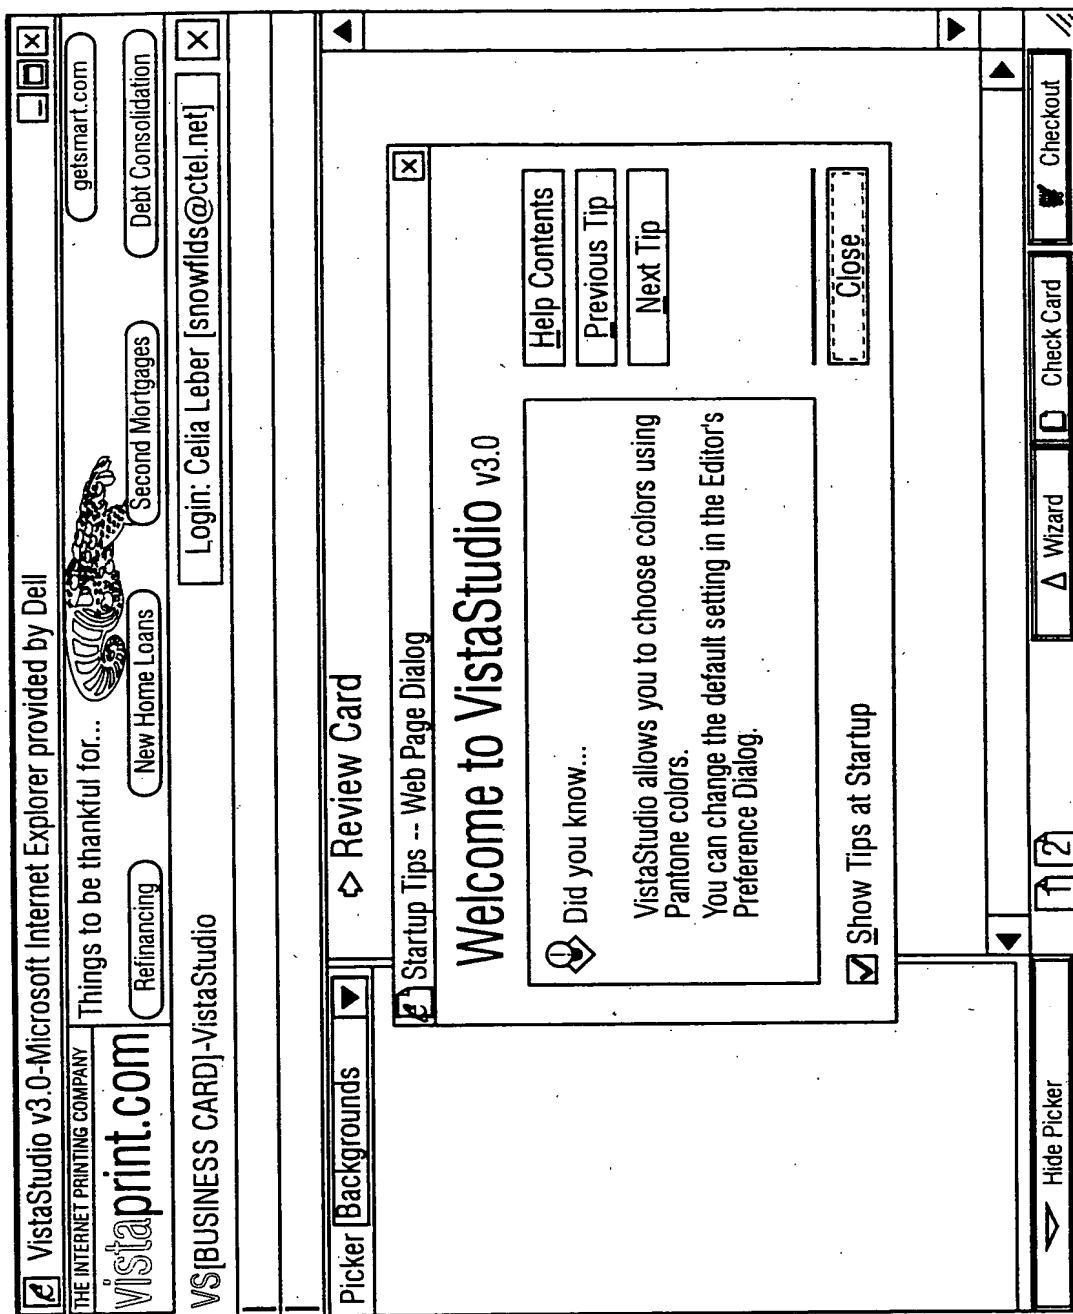 VistaStudio v3.0-Microsoft Internet Explorer provided by Dell
THE INTERNET PRINTING COMPANY
vistaprint.com
Things to be thankful for...
getsmart.com
Refinancing
New Home Loans
Second Mortgages
Debt Consolidation
VS[BUSINESS CARD]-VistaStudio
Login: Celia Leber [snowflds@ctel.net]
Picker Backgrounds
Review Card
Startup Tips -- Web Page Dialog
Welcome to VistaStudio v3.0
Did you know...
VistaStudio allows you to choose colors using
Pantone colors.
You can change the default setting in the Editor's
Preference Dialog.
Help Contents
Previous Tip
Next Tip
Show Tips at Startup
Close
Hide Picker
1 2
Wizard
Check Card
Checkout